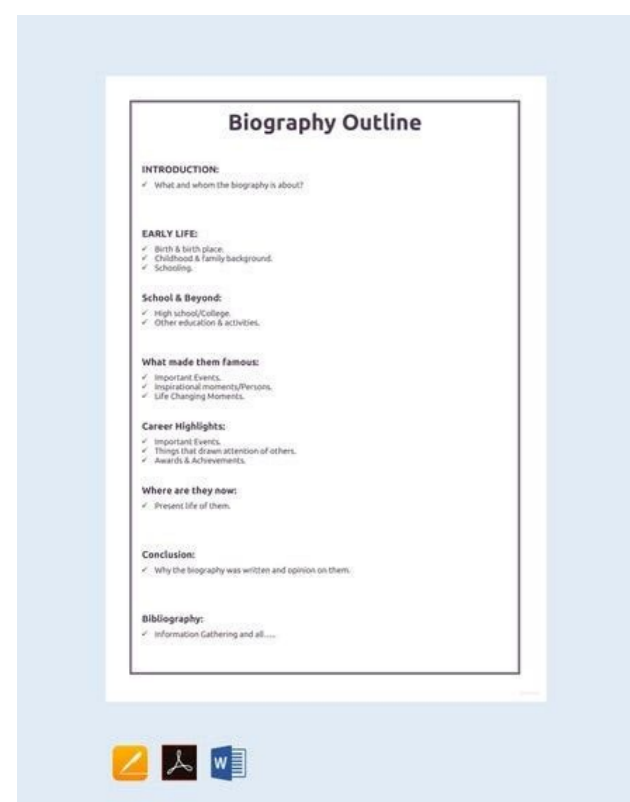 Biography Outline
INTRODUCTION:
✓ What and whom the biography is about?
EARLY LIFE:
✓ Birth & birth place.
✓ Childhood & family background.
✓ Schooling.
School & Beyond:
✓ High school/College.
✓ Other education & activities.
What made them famous:
✓ Important Events.
✓ Inspirational moments/Persons.
✓ Life Changing Moments.
Career Highlights:
✓ Important Events.
✓ Things that drawn attention of others.
✓ Awards & Achievements.
Where are they now:
✓ Present life of them.
Conclusion:
✓ Why the biography was written and opinion on them.
Bibliography:
✓ Information Gathering and all.....
W